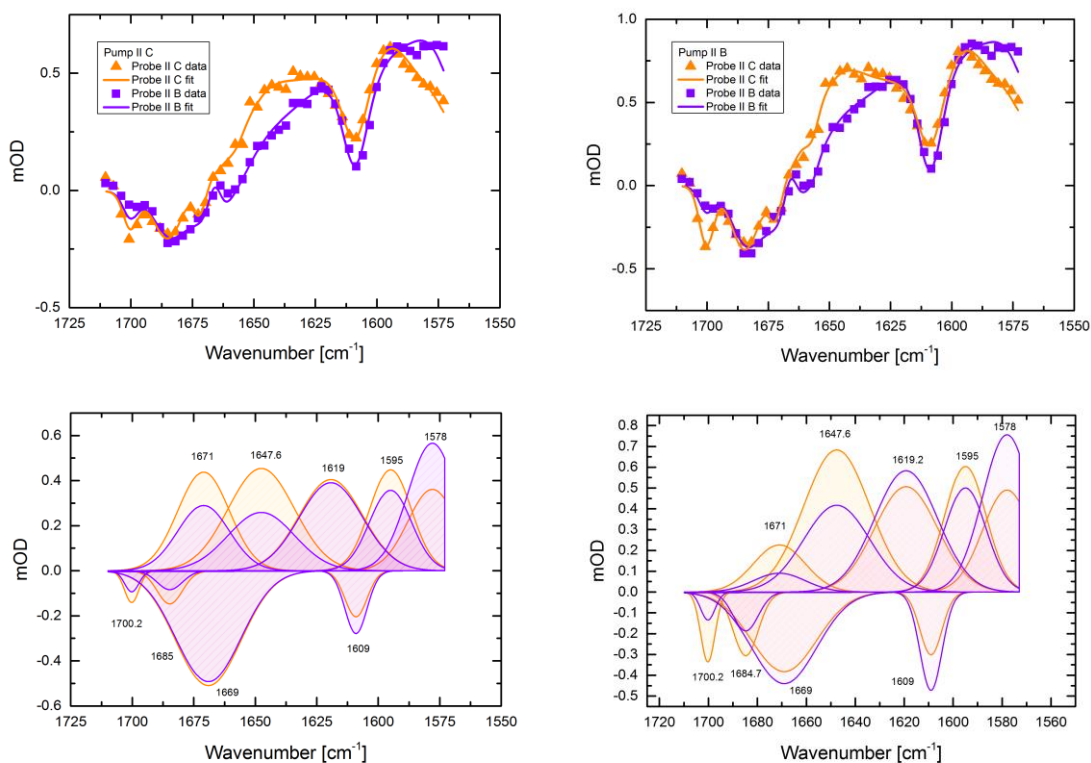 Pump II C
Probe II C data
Probe II C fit
Probe II B data
Probe II B fit
0.5
0.0
0.5
mOD
1725 1700 1675 1650 1625 1600 1575 1550
Wavenumber [cm-1]
Pump II B
Probe II C data
Probe II C fit
Probe II B data
Probe II B fit
1.0
0.5
0.0
-0.5
mOD
1725 1700 1675 1650 1625 1600 1575 1550
Wavenumber [cm-1]
0.6
0.4
0.2
0.0
-0.2
-0.4
-0.6
mOD
1671
1647.6
1619
1595
1578
1700.2
1685
1669
1609
1725 1700 1675 1650 1625 1600 1575 1550
Wavenumber [cm-1]
0.8
0.7
0.6
0.5
0.4
0.3
0.2
0.1
0.0
-0.1
-0.2
-0.3
-0.4
-0.5
mOD
1671
1647.6
1619.2
1595
1578
1700.2
1684.7
1669
1609
1720 1700 1680 1660 1640 1620 1600 1580 1560
Wavenumber [cm-1]